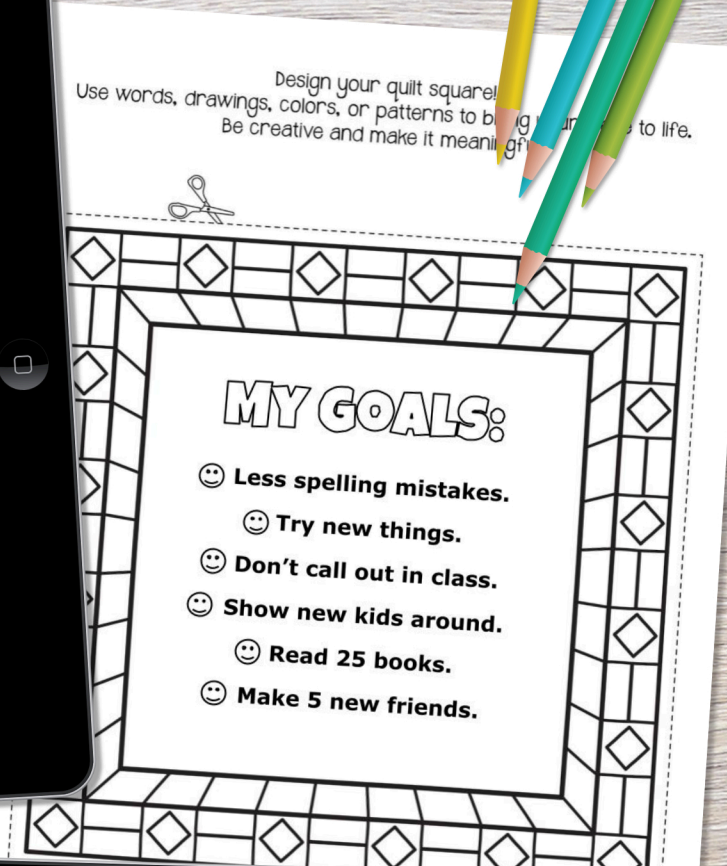 Design your quilt square!
Use words, drawings, colors, or patterns to to life.
Be creative and make it
MY GOALS:
Less spelling mistakes.
Try new things.
Don't call out in class.
Show new kids around.
Read 25 books.
Make 5 new friends.